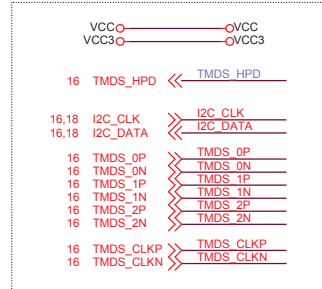 VCC VCC
VCC3 VCC3
16 TMDS_HPD TMDS_HPD
16,18 I2C_CLK I2C_CLK
16,18 I2C_DATA I2C_DATA
16 TMDS_0P TMDS_0P
16 TMDS_0N TMDS_0N
16 TMDS_1P TMDS_1P
16 TMDS_1N TMDS_1N
16 TMDS_2P TMDS_2P
16 TMDS_2N TMDS_2N
16 TMDS_CLKP TMDS_CLKP
16 TMDS_CLKN TMDS_CLKN